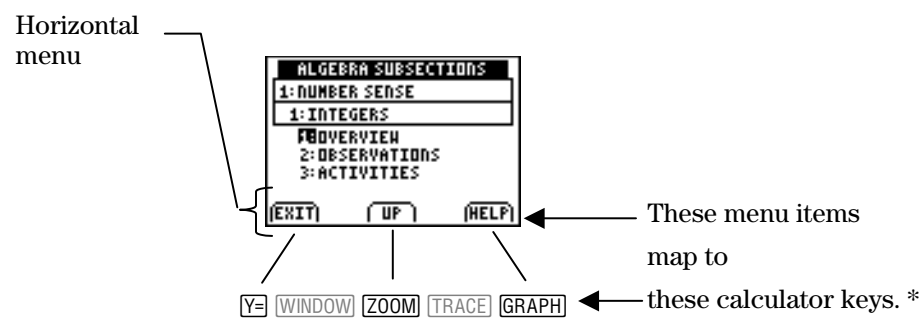 Horizontal
menu
ALGEBRA SUBSECTIONS
1:NUMBER SENSE
1:INTEGERS
1:OVERVIEW
2:OBSERVATIONS
3:ACTIVITIES
EXIT UP HELP
These menu items
map to
Y= WINDOW ZOOM TRACE GRAPH these calculator keys. *